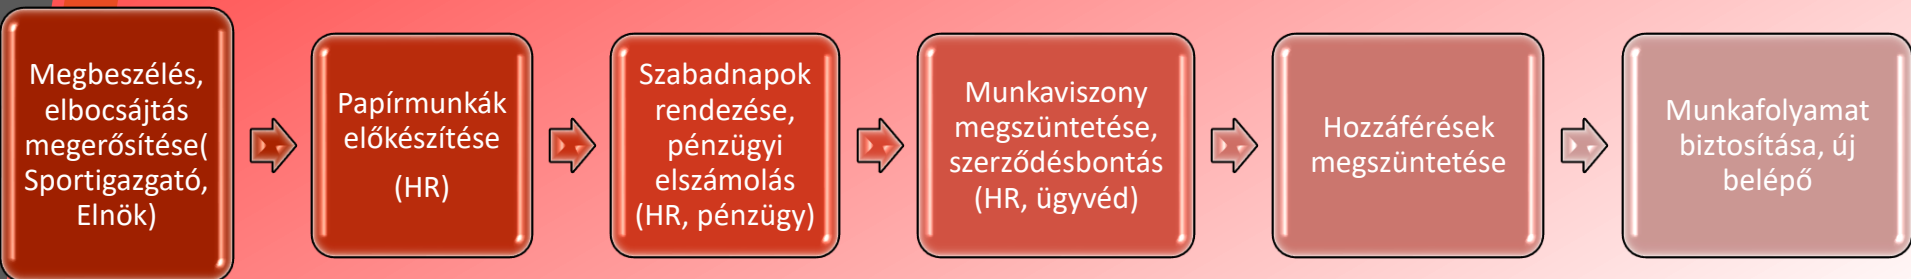 Megbeszélés,
elbocsájtás
megerősítése(
Sportigazgató,
Elnök)
Papírmunkák
előkészítése
(HR)
Szabadnapok
rendezése,
pénzügyi
elszámolás
(HR, pénzügy)
Munkaviszony
megszüntetése,
szerződésbontás
(HR, ügyvéd)
Hozzáférések
megszüntetése
Munkafolyamat
biztosítása, új
belépő